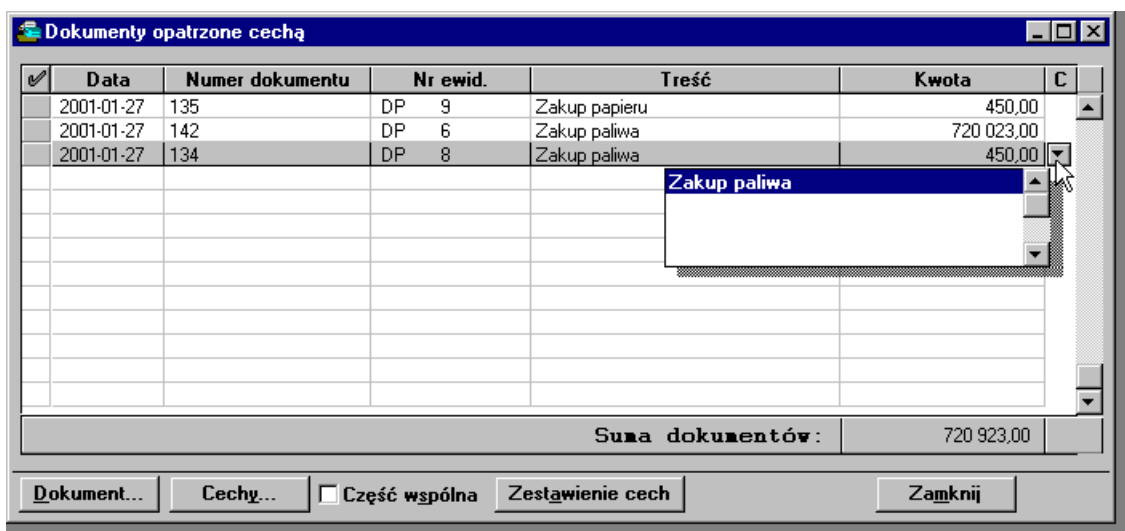 Dokumenty opatrzone cechą
Data Numer dokumentu Nr ewid. Treść Kwota C
2001-01-27 135 DP 9 Zakup papieru 450,00
2001-01-27 142 DP 6 Zakup paliwa 720 023,00
2001-01-27 134 DP 8 Zakup paliwa 450,00
Zakup paliwa
Suma dokumentów: 720 923,00
Dokument... Cechy... Część wspólna Zestawienie cech Zamknij